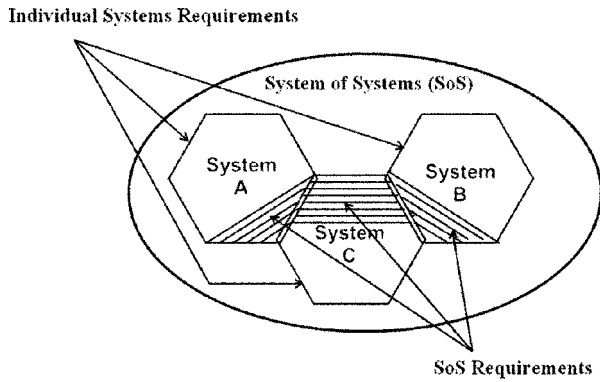 Individual Systems Requirements
System of Systems (SoS)
System
A
System
B
System
C
SoS Requirements